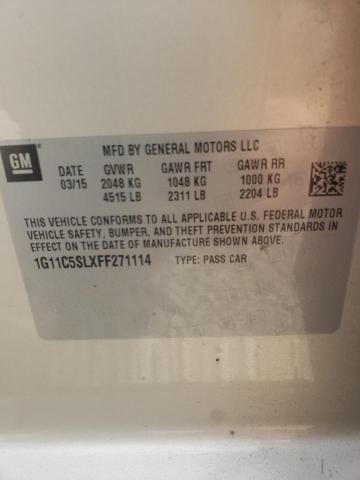 GM
MFD BY GENERAL MOTORS LLC
DATE GVWR GAWR FRT GAWR RR
03/15 2048 KG 1048 KG 1000 KG
4515 LB 2311 LB 2204 LB
THIS VEHICLE CONFORMS TO ALL APPLICABLE U.S. FEDERAL MOTOR
VEHICLE SAFETY, BUMPER, AND THEFT PREVENTION STANDARDS IN
EFFECT ON THE DATE OF MANUFACTURE SHOWN ABOVE.
1G11C5SLXFF271114 TYPE: PASS CAR